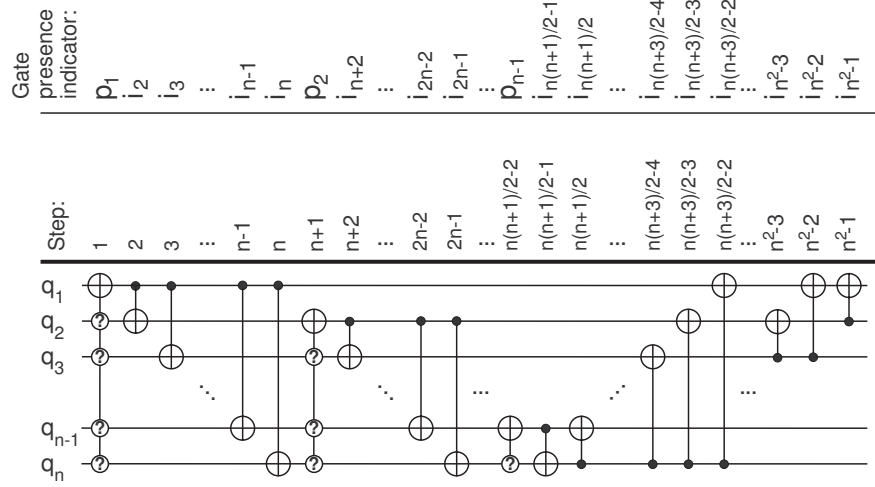 Gate presence indicator: p1 i2 i3 ... in-1 in p2 in+2 ... i2n-2 i2n-1 ... pn-1 in(n+1)/2-1 in(n+1)/2 ... in(n+3)/2-4 in(n+3)/2-3 in(n+3)/2-2 ... in²-3 in²-2 in²-1
Step: 1 2 3 ... n-1 n n+1 n+2 ... 2n-2 2n-1 ... n(n+1)/2-2 n(n+1)/2-1 n(n+1)/2 ... n(n+3)/2-4 n(n+3)/2-3 n(n+3)/2-2 ... n²-3 n²-2 n²-1
q1
q2 ?
q3 ? ?
... ...
qn-1 ? ?
qn ? ? ?